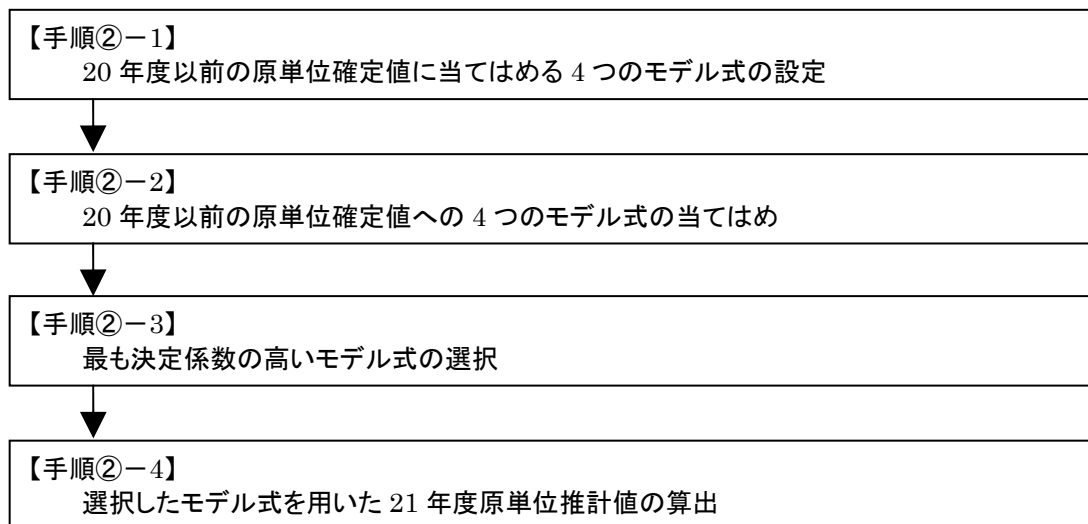 【手順②－1】
20 年度以前の原単位確定値に当てはめる 4 つのモデル式の設定
【手順②－2】
20 年度以前の原単位確定値への 4 つのモデル式の当てはめ
【手順②－3】
最も決定係数の高いモデル式の選択
【手順②－4】
選択したモデル式を用いた 21 年度原単位推計値の算出